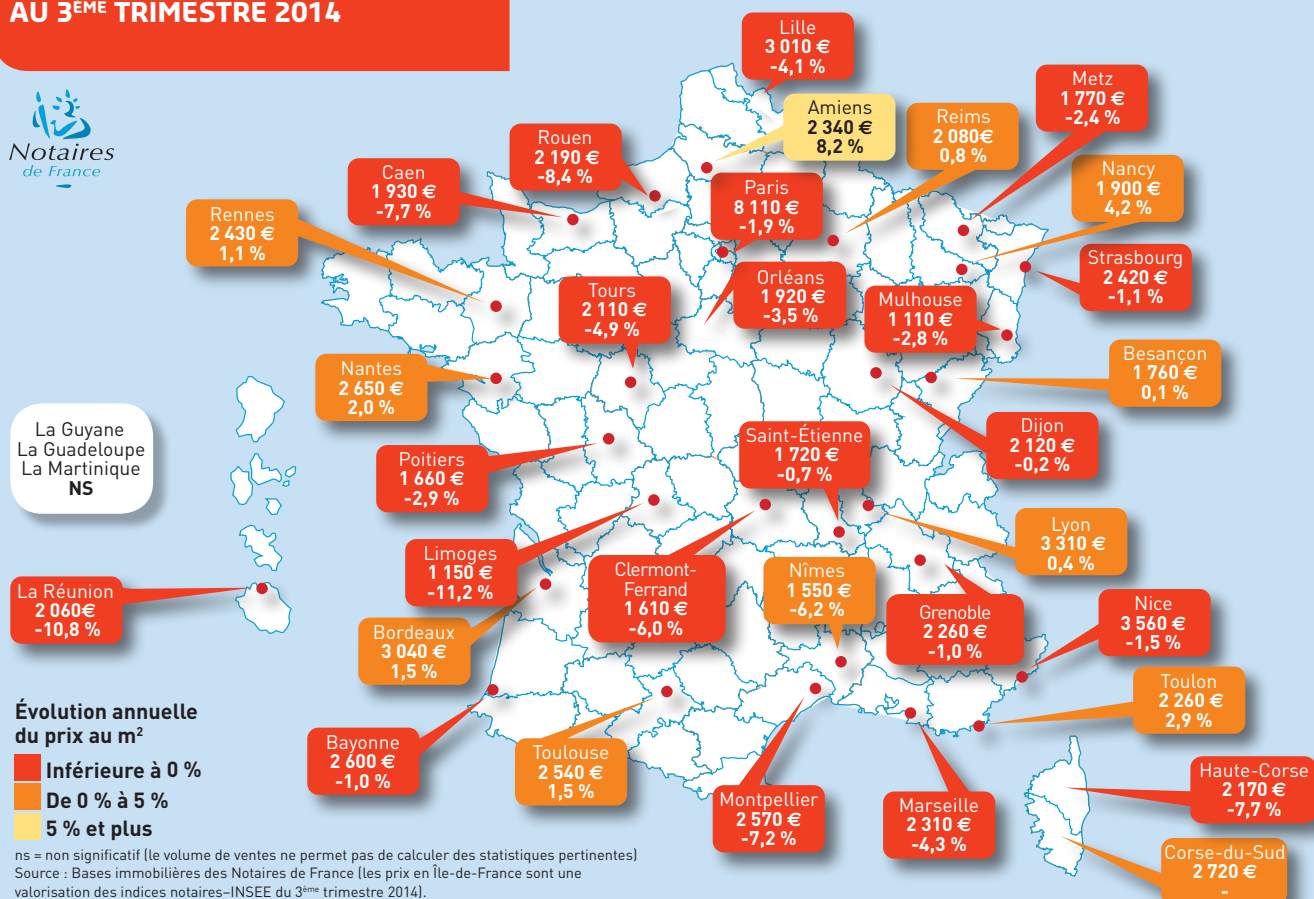 AU 3ÈME TRIMESTRE 2014
Notaires
de France
Lille
3 010 €
-4,1 %
Metz
1 770 €
-2,4 %
Amiens
2 340 €
8,2 %
Reims
2 080€
0,8 %
Rouen
2 190 €
-8,4 %
Nancy
1 900 €
4,2 %
Caen
1 930 €
-7,7 %
Paris
8 110 €
-1,9 %
Rennes
2 430 €
1,1 %
Strasbourg
2 420 €
-1,1 %
Orléans
1 920 €
-3,5 %
Tours
2 110 €
-4,9 %
Mulhouse
1 110 €
-2,8 %
Besançon
1 760 €
0,1 %
Nantes
2 650 €
2,0 %
La Guyane
La Guadeloupe
La Martinique
NS
Dijon
2 120 €
-0,2 %
Saint-Étienne
1 720 €
-0,7 %
Poitiers
1 660 €
-2,9 %
Lyon
3 310 €
0,4 %
Limoges
1 150 €
-11,2 %
Clermont-
Ferrand
1 610 €
-6,0 %
Nîmes
1 550 €
-6,2 %
La Réunion
2 060€
-10,8 %
Grenoble
2 260 €
-1,0 %
Nice
3 560 €
-1,5 %
Bordeaux
3 040 €
1,5 %
Toulon
2 260 €
2,9 %
Bayonne
2 600 €
-1,0 %
Toulouse
2 540 €
1,5 %
Montpellier
2 570 €
-7,2 %
Marseille
2 310 €
-4,3 %
Haute-Corse
2 170 €
-7,7 %
Corse-du-Sud
2 720 €
-
Évolution annuelle
du prix au m²
Inférieure à 0 %
De 0 % à 5 %
5 % et plus
ns = non significatif (le volume de ventes ne permet pas de calculer des statistiques pertinentes)
Source : Bases immobilières des Notaires de France (les prix en Île-de-France sont une
valorisation des indices notaires–INSEE du 3ème trimestre 2014).